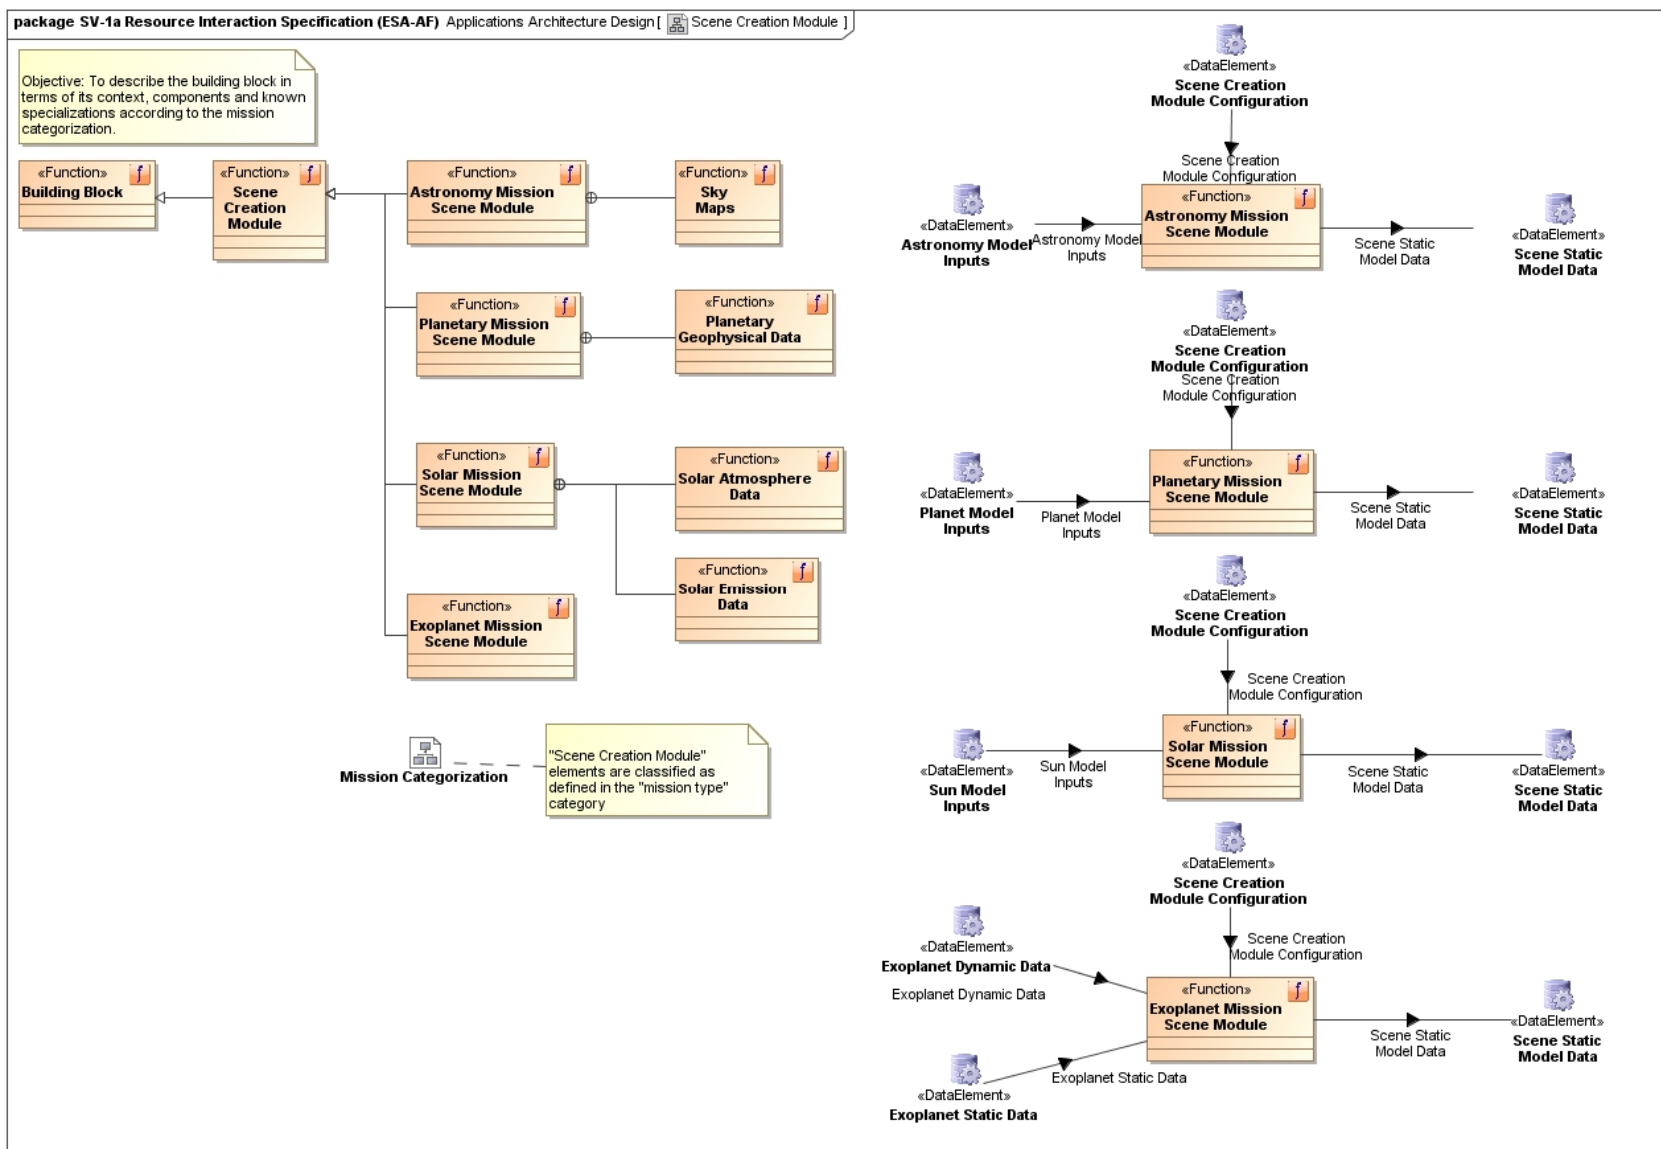 package SV-1a Resource Interaction Specification (ESA-AF) Applications Architecture Design [ Scene Creation Module ]
Objective: To describe the building block in
terms of its context, components and known
specializations according to the mission
categorization.
«Function»
Building Block
«Function»
Scene
Creation
Module
«Function»
Astronomy Mission
Scene Module
«Function»
Sky
Maps
«Function»
Planetary Mission
Scene Module
«Function»
Planetary
Geophysical Data
«Function»
Solar Mission
Scene Module
«Function»
Solar Atmosphere
Data
«Function»
Solar Emission
Data
«Function»
Exoplanet Mission
Scene Module
Mission Categorization
"Scene Creation Module"
elements are classified as
defined in the "mission type"
category
«DataElement»
Scene Creation
Module Configuration
Scene Creation
Module Configuration
«DataElement»
Astronomy Model
Inputs
Astronomy Model
Inputs
«Function»
Astronomy Mission
Scene Module
Scene Static
Model Data
«DataElement»
Scene Static
Model Data
«DataElement»
Scene Creation
Module Configuration
Scene Creation
Module Configuration
«DataElement»
Planet Model
Inputs
Planet Model
Inputs
«Function»
Planetary Mission
Scene Module
Scene Static
Model Data
«DataElement»
Scene Static
Model Data
«DataElement»
Scene Creation
Module Configuration
Scene Creation
Module Configuration
«DataElement»
Sun Model
Inputs
Sun Model
Inputs
«Function»
Solar Mission
Scene Module
Scene Static
Model Data
«DataElement»
Scene Static
Model Data
«DataElement»
Scene Creation
Module Configuration
Scene Creation
Module Configuration
«DataElement»
Exoplanet Dynamic Data
Exoplanet Dynamic Data
«Function»
Exoplanet Mission
Scene Module
Scene Static
Model Data
«DataElement»
Scene Static
Model Data
Exoplanet Static Data
«DataElement»
Exoplanet Static Data